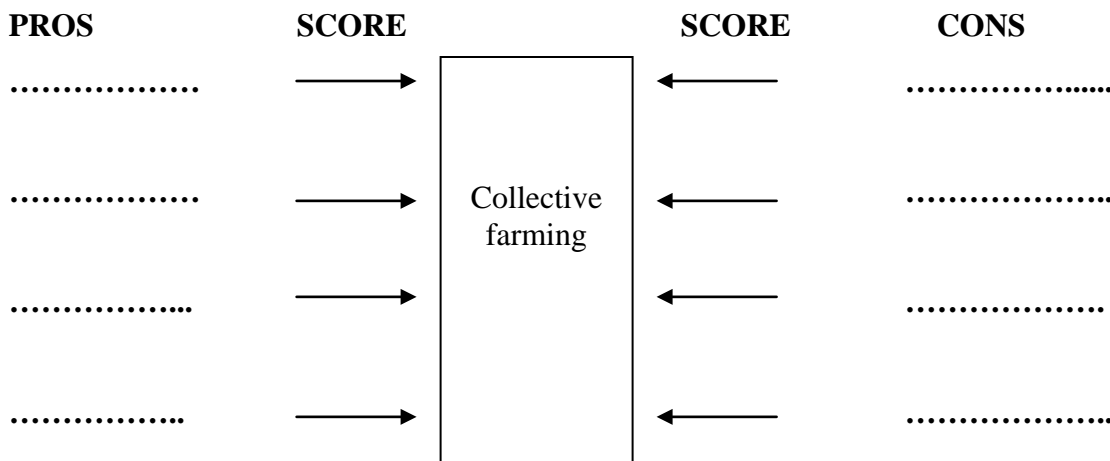 PROS SCORE SCORE CONS
……………… ………………......
……………… ………………..
Collective
farming
……………... ……………….
…………….. ………………..